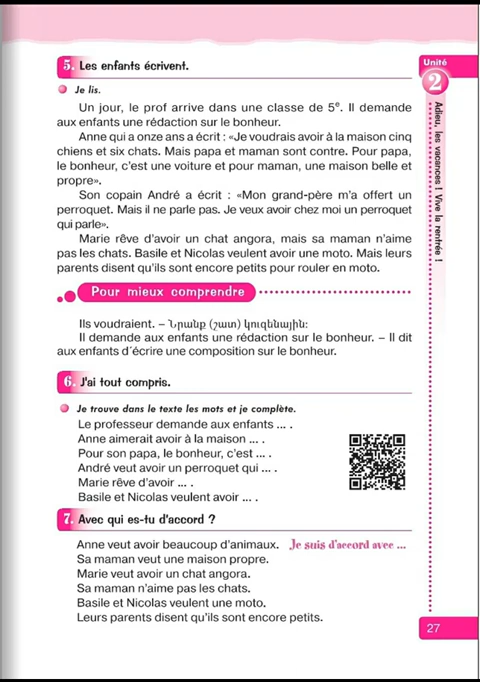 5. Les enfants écrivent.
Je lis.
Un jour, le prof arrive dans une classe de 5e. Il demande
aux enfants une rédaction sur le bonheur.
Anne qui a onze ans a écrit : «Je voudrais avoir à la maison cinq
chiens et six chats. Mais papa et maman sont contre. Pour papa,
le bonheur, c'est une voiture et pour maman, une maison belle et
propre».
Son copain André a écrit : «Mon grand-père m'a offert un
perroquet. Mais il ne parle pas. Je veux avoir chez moi un perroquet
qui parle».
Marie rêve d'avoir un chat angora, mais sa maman n'aime
pas les chats. Basile et Nicolas veulent avoir une moto. Mais leurs
parents disent qu'ils sont encore petits pour rouler en moto.
Pour mieux comprendre
Ils voudraient. – Նրանք (շատ) կուզենային:
Il demande aux enfants une rédaction sur le bonheur. – Il dit
aux enfants d´écrire une composition sur le bonheur.
6. J'ai tout compris.
Je trouve dans le texte les mots et je complète.
Le professeur demande aux enfants ... .
Anne aimerait avoir à la maison ... .
Pour son papa, le bonheur, c'est ... .
André veut avoir un perroquet qui ... .
Marie rêve d'avoir ... .
Basile et Nicolas veulent avoir ... .
7. Avec qui es-tu d'accord ?
Anne veut avoir beaucoup d'animaux. Je suis d'accord avec ...
Sa maman veut une maison propre.
Marie veut avoir un chat angora.
Sa maman n'aime pas les chats.
Basile et Nicolas veulent une moto.
Leurs parents disent qu'ils sont encore petits.
Unité
2
Adieu, les vacances ! Vive la rentrée !
27